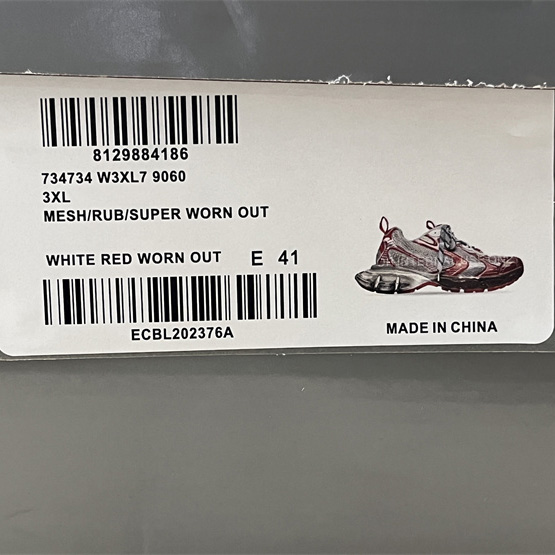 8129884186
734734 W3XL7 9060
3XL
MESH/RUB/SUPER WORN OUT
WHITE RED WORN OUT E 41
ECBL202376A
MADE IN CHINA